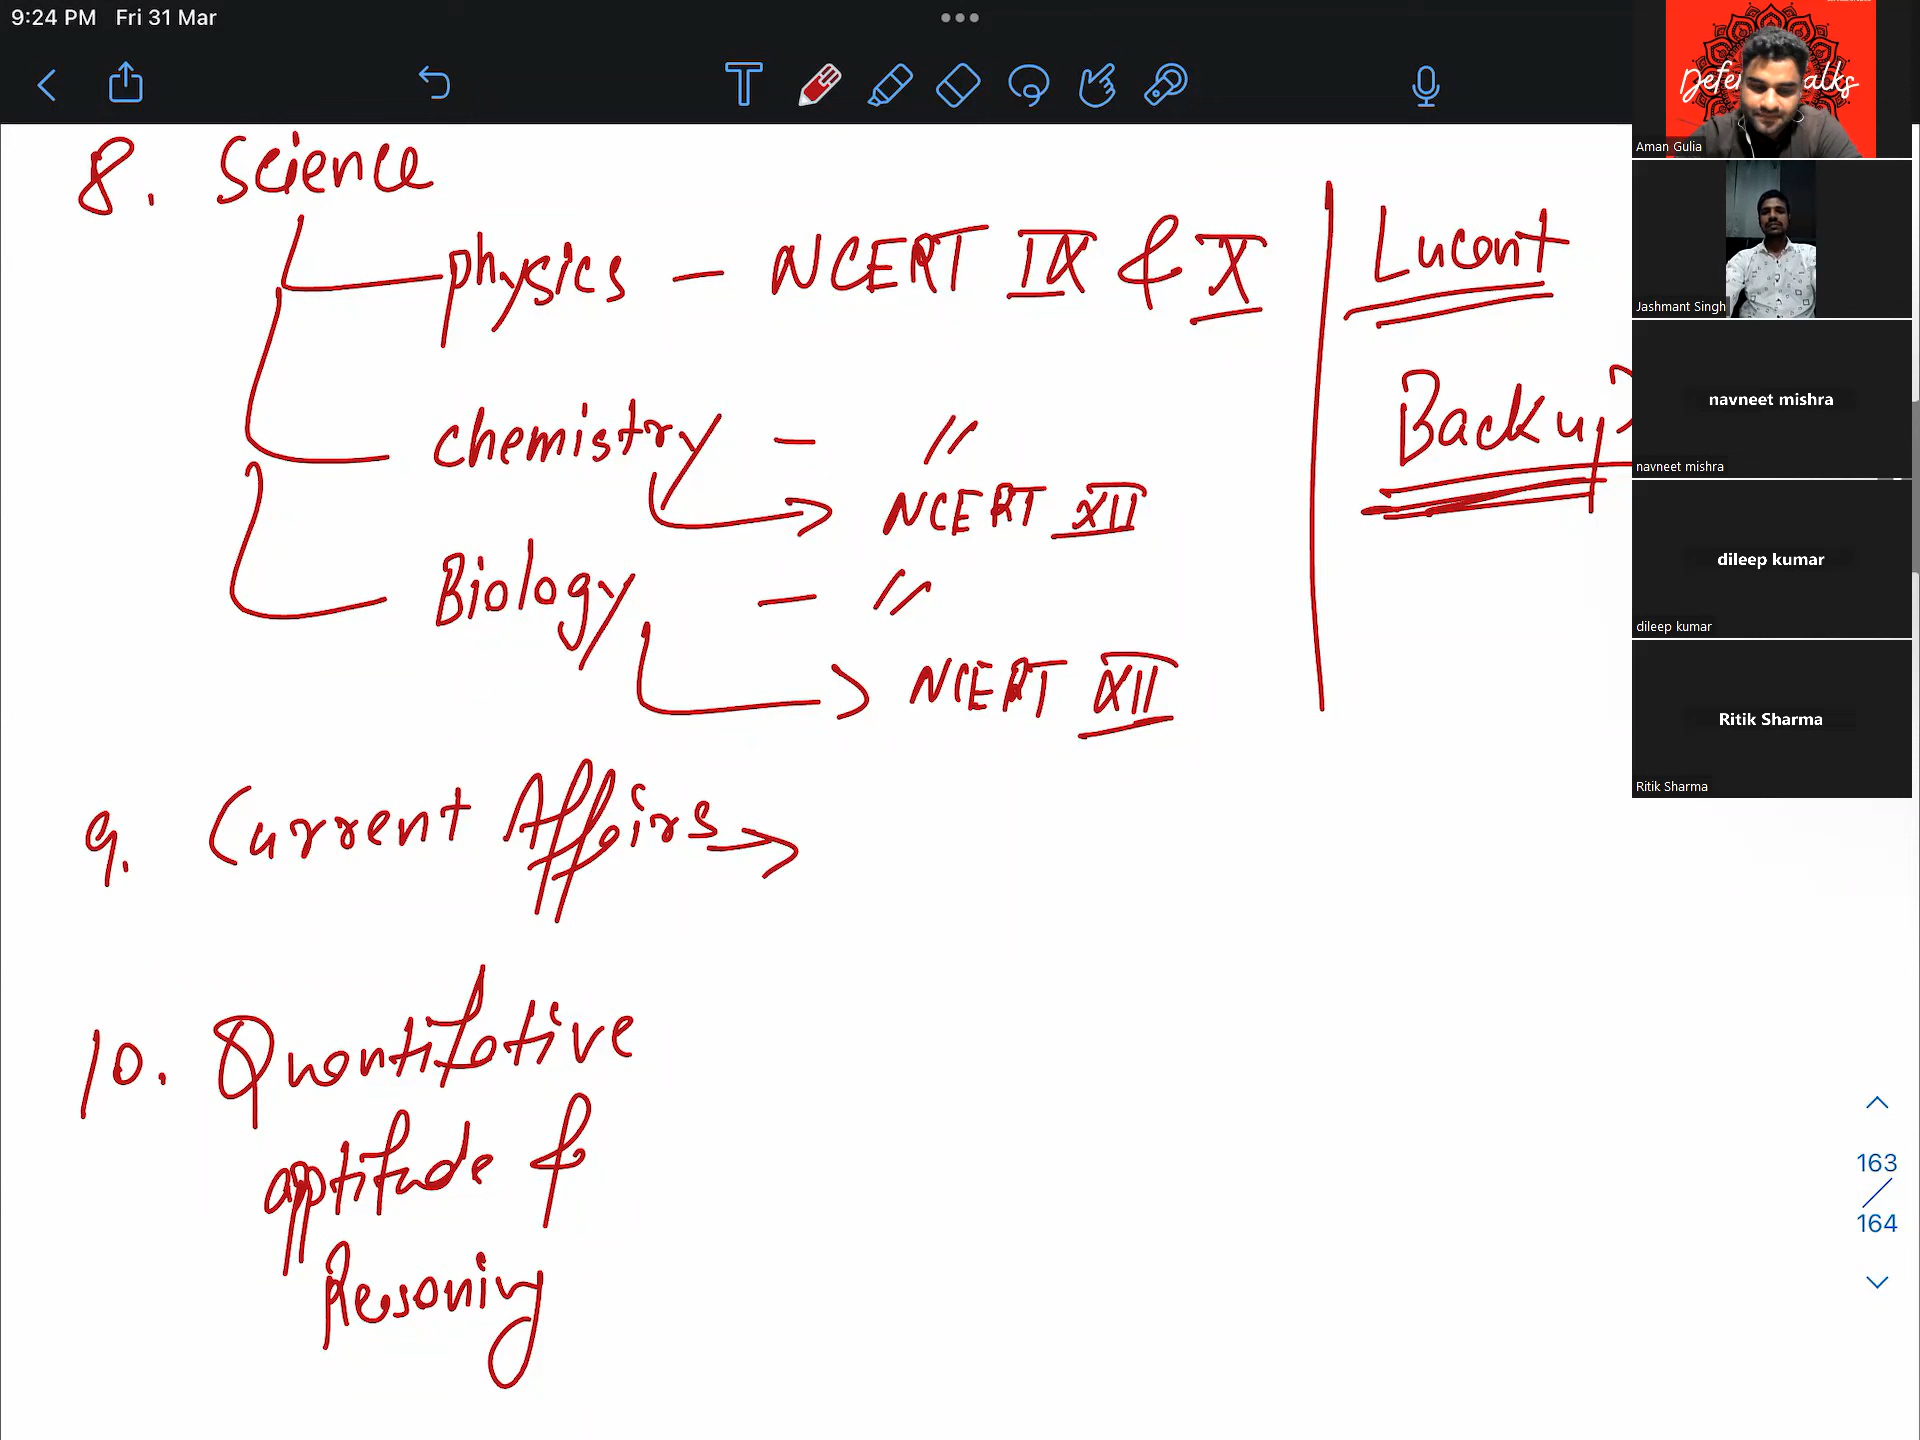 9:24 PM Fri 31 Mar
8. Science
physics - NCERT IX & X
Lucent
chemistry - "
Backup
NCERT XII
Biology - "
NCERT XII
9. Current Affairs →
10. Quantitative
aptitude &
Reasoning
Aman Gulia
Jashmant Singh
navneet mishra
navneet mishra
dileep kumar
dileep kumar
Ritik Sharma
Ritik Sharma
163
/
164